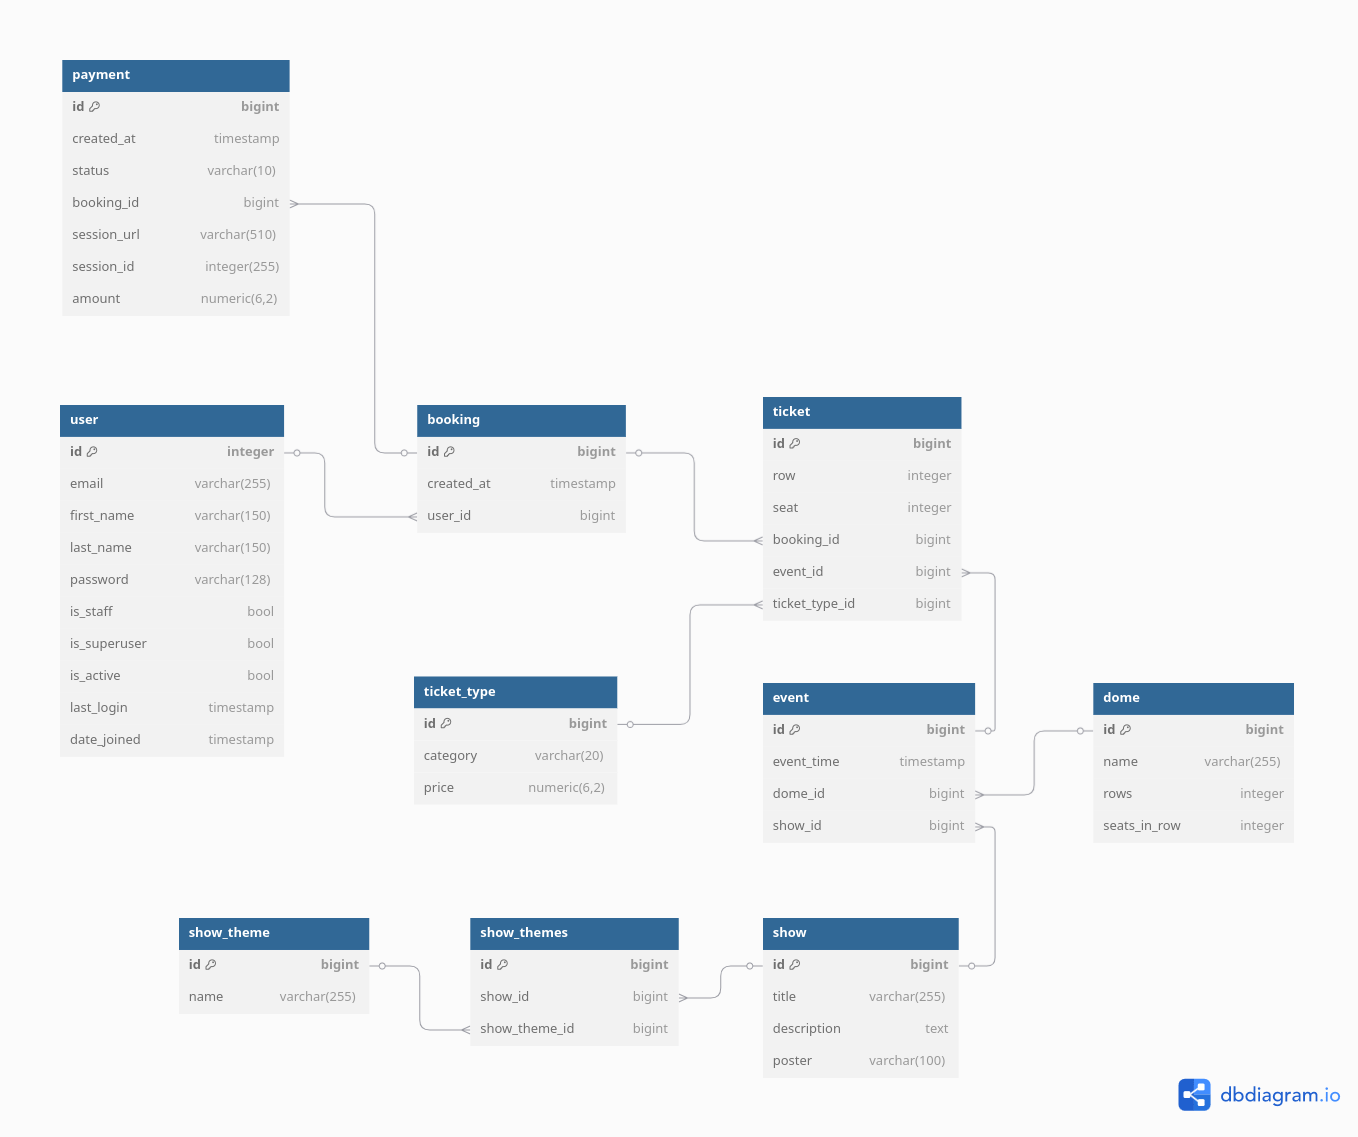 payment
id bigint
created_at timestamp
status varchar(10)
booking_id bigint
session_url varchar(510)
session_id integer(255)
amount numeric(6,2)
user
id integer
email varchar(255)
first_name varchar(150)
last_name varchar(150)
password varchar(128)
is_staff bool
is_superuser bool
is_active bool
last_login timestamp
date_joined timestamp
booking
id bigint
created_at timestamp
user_id bigint
ticket
id bigint
row integer
seat integer
booking_id bigint
event_id bigint
ticket_type_id bigint
ticket_type
id bigint
category varchar(20)
price numeric(6,2)
event
id bigint
event_time timestamp
dome_id bigint
show_id bigint
dome
id bigint
name varchar(255)
rows integer
seats_in_row integer
show_theme
id bigint
name varchar(255)
show_themes
id bigint
show_id bigint
show_theme_id bigint
show
id bigint
title varchar(255)
description text
poster varchar(100)
dbdiagram.io